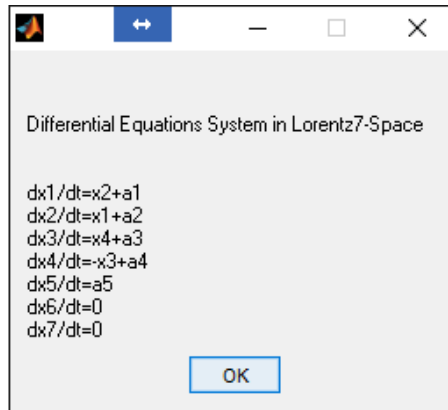 Differential Equations System in Lorentz7-Space
dx1/dt=x2+a1
dx2/dt=x1+a2
dx3/dt=x4+a3
dx4/dt=-x3+a4
dx5/dt=a5
dx6/dt=0
dx7/dt=0
OK